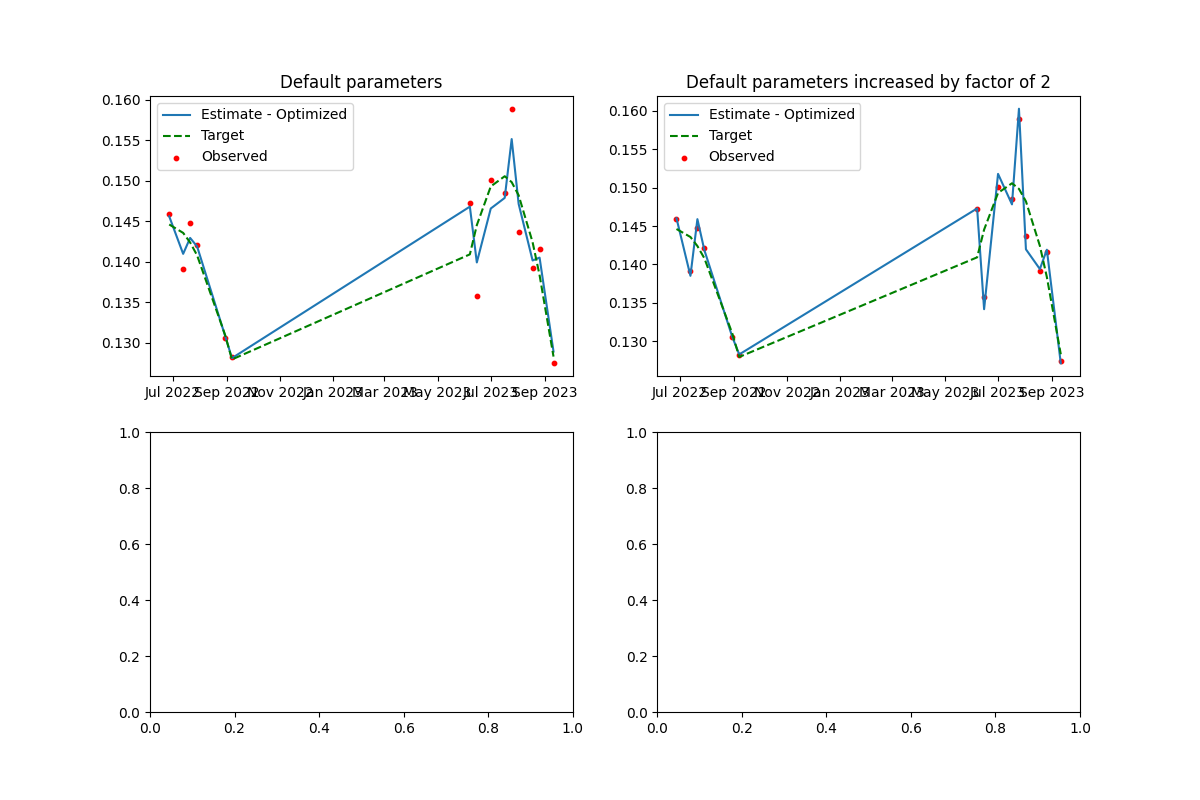 Default parameters
0.160
0.155
0.150
0.145
0.140
0.135
0.130
Estimate - Optimized
Target
Observed
Jul 2022 Sep 2022 Nov 2022 Jan 2023 Mar 2023 May 2023 Jul 2023 Sep 2023
Default parameters increased by factor of 2
0.160
0.155
0.150
0.145
0.140
0.135
0.130
Estimate - Optimized
Target
Observed
Jul 2022 Sep 2022 Nov 2022 Jan 2023 Mar 2023 May 2023 Jul 2023 Sep 2023
1.0
0.8
0.6
0.4
0.2
0.0
0.0 0.2 0.4 0.6 0.8 1.0
1.0
0.8
0.6
0.4
0.2
0.0
0.0 0.2 0.4 0.6 0.8 1.0